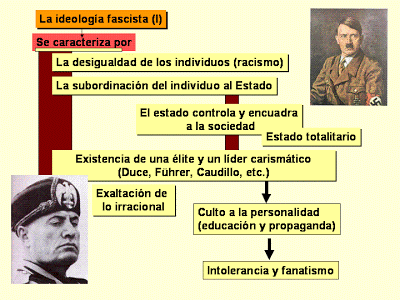 La ideología fascista (I)
Se caracteriza por
La desigualdad de los individuos (racismo)
La subordinación del individuo al Estado
El estado controla y encuadra
a la sociedad
Estado totalitario
Existencia de una élite y un líder carismático
(Duce, Führer, Caudillo, etc.)
Exaltación de
lo irracional
Culto a la personalidad
(educación y propaganda)
Intolerancia y fanatismo